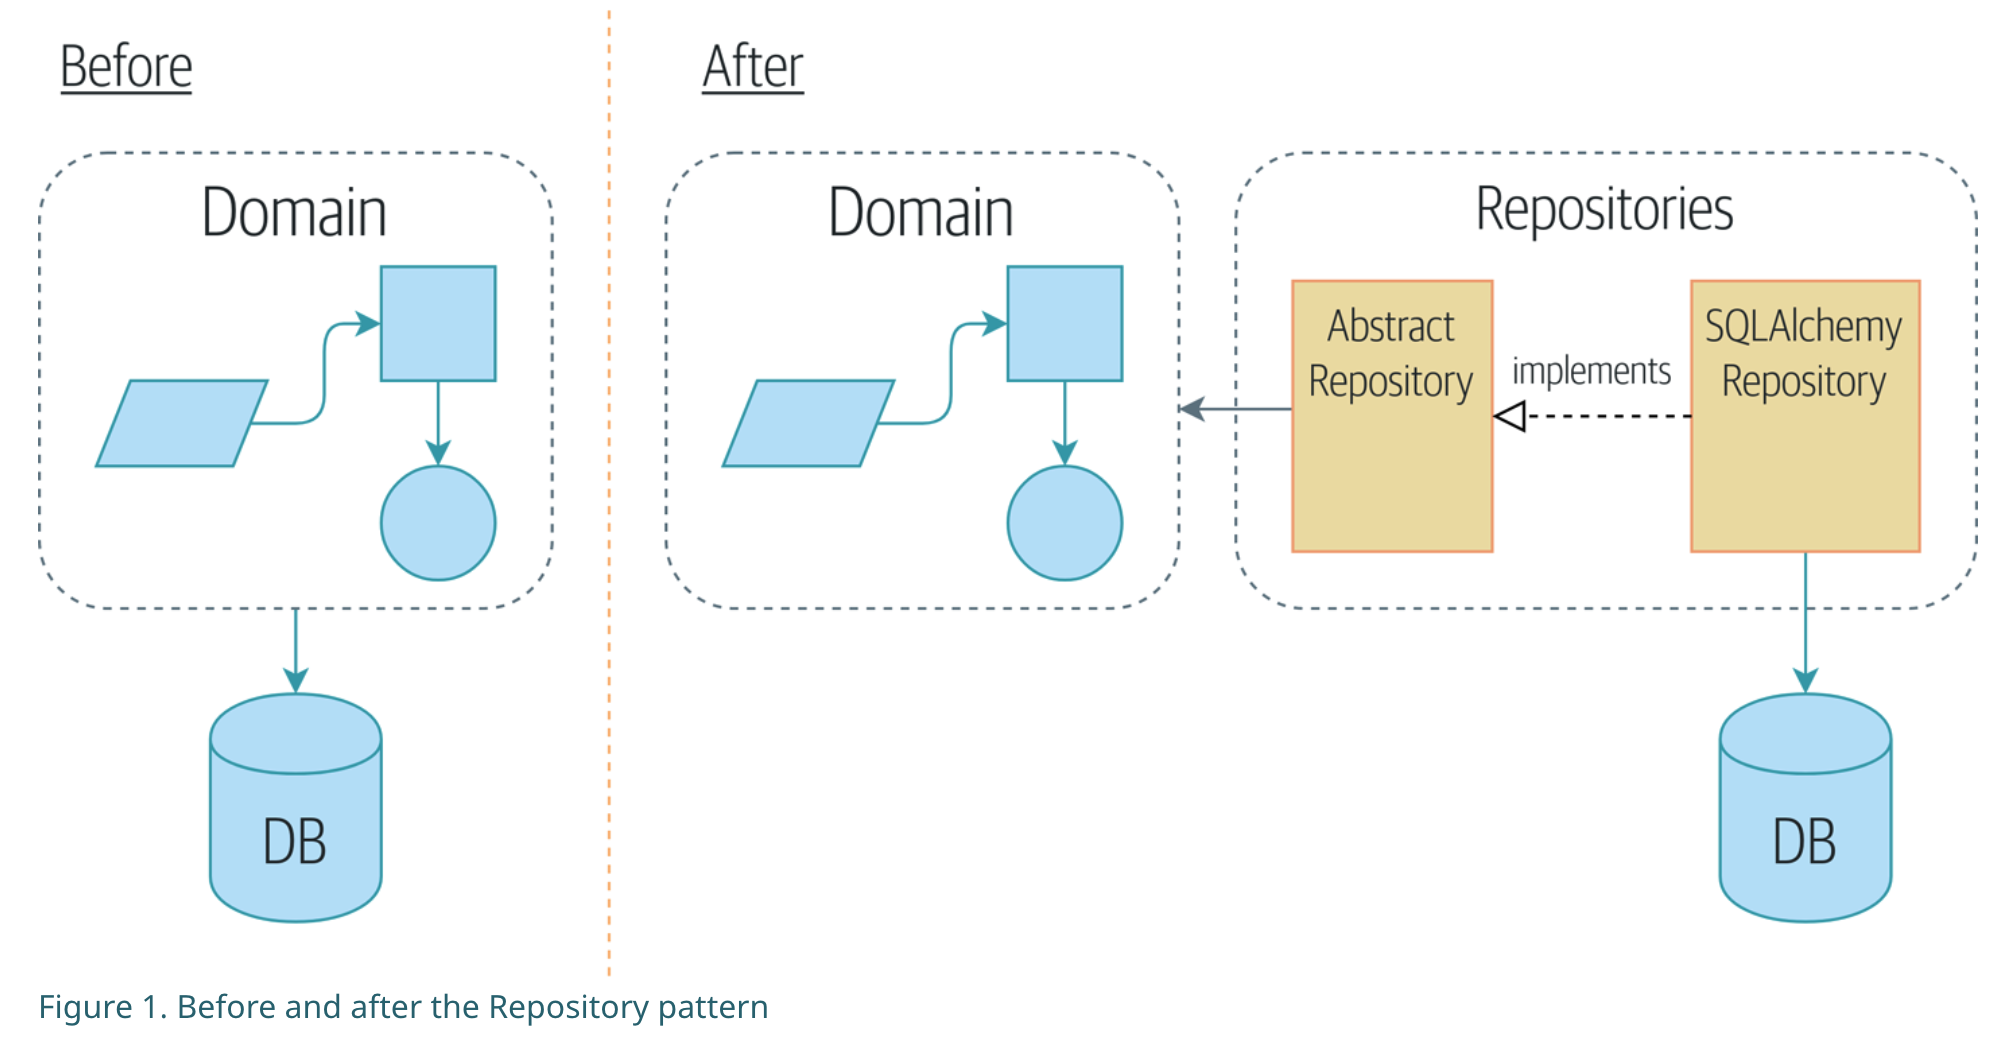 Before
Domain
DB
After
Domain
Repositories
Abstract
Repository
implements
SQLAlchemy
Repository
DB
Figure 1. Before and after the Repository pattern